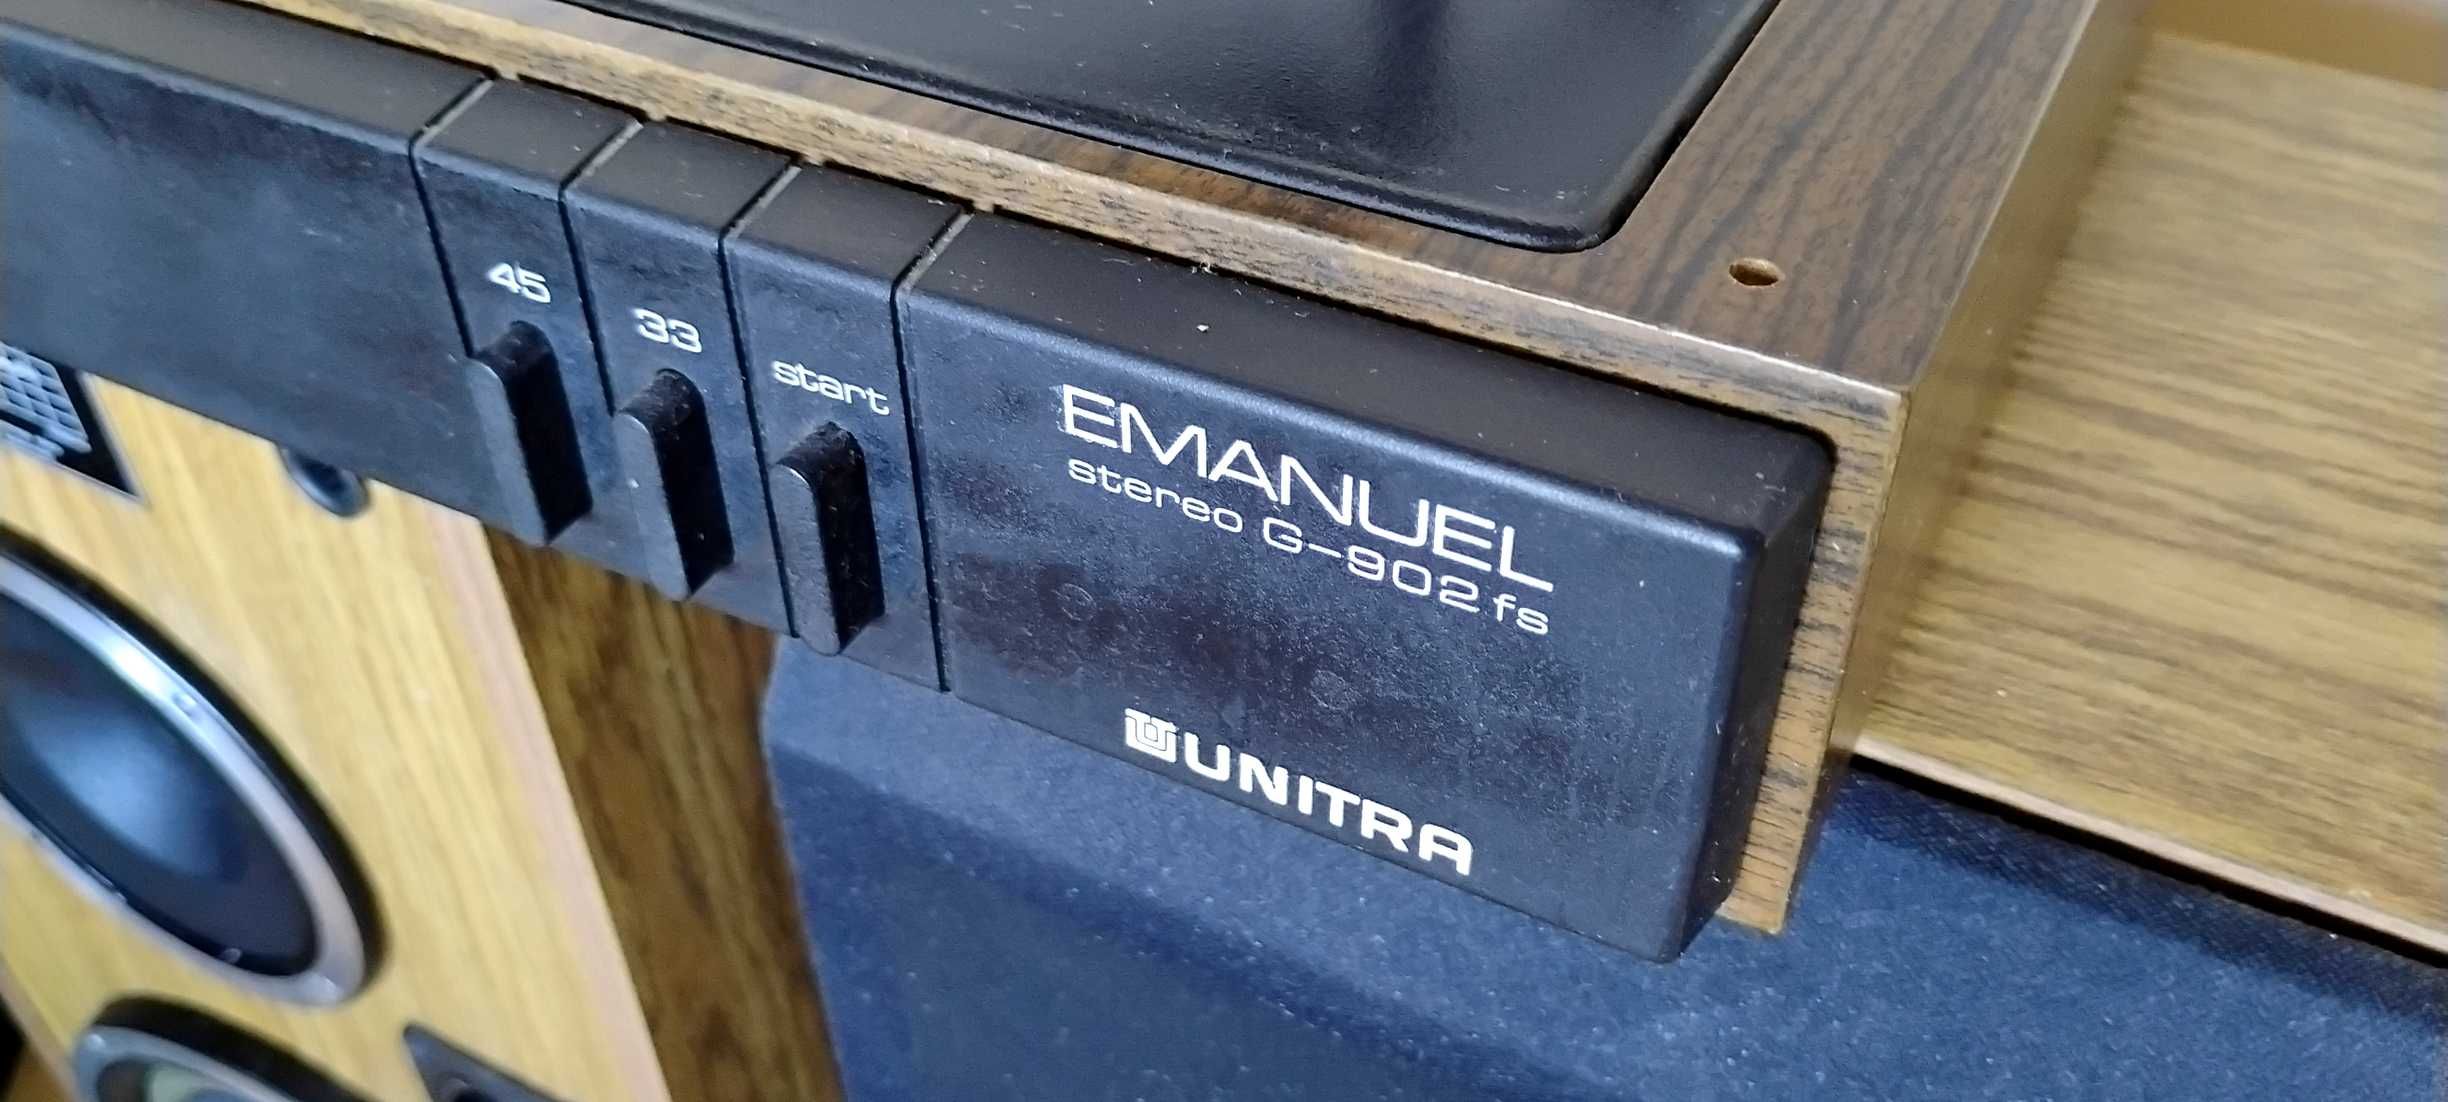 45
33
start
EMANUEL
stereo G-902 fs
UNITRA